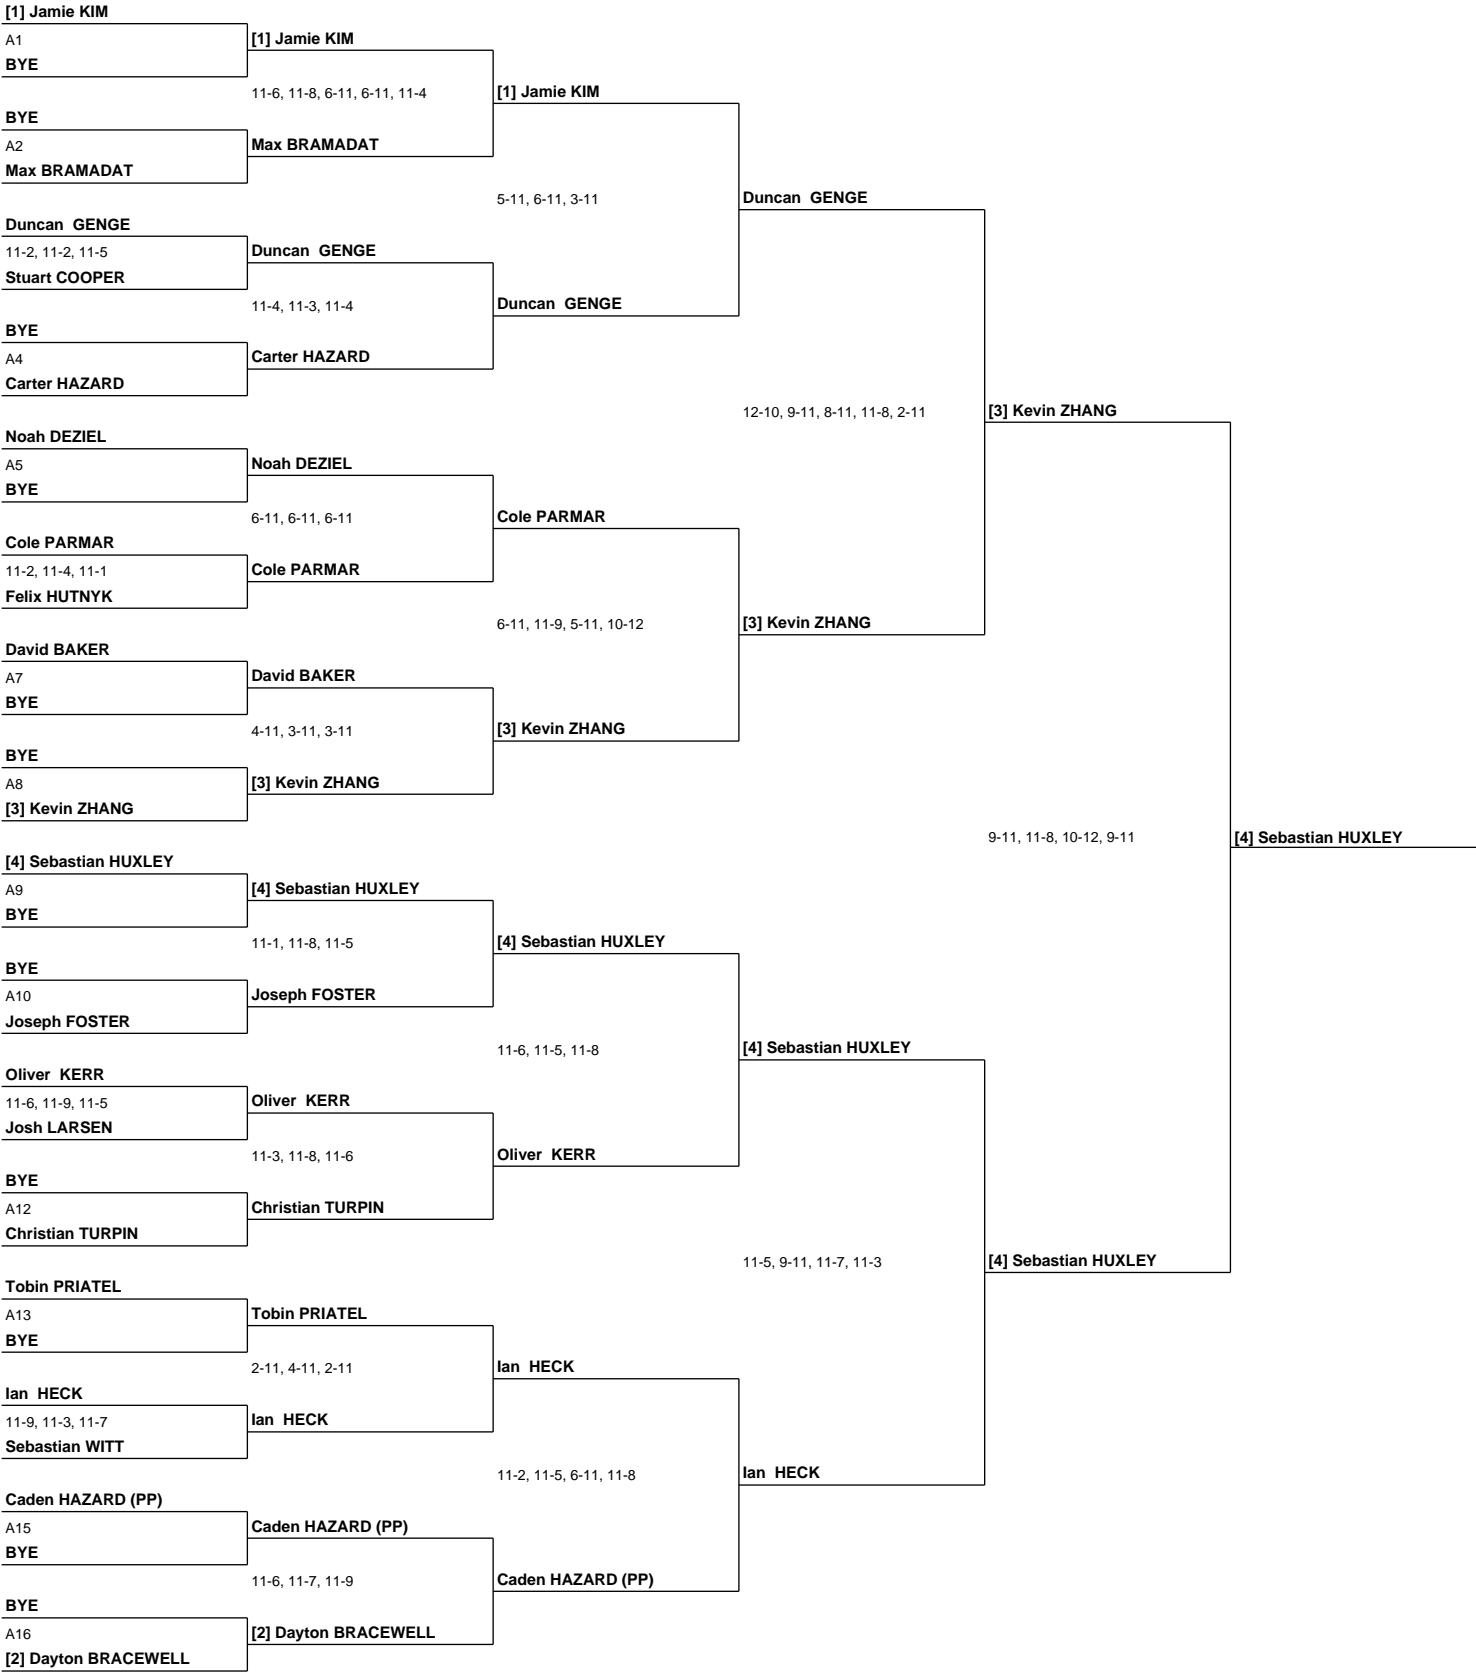 [1] Jamie KIM
A1
BYE
BYE
A2
Max BRAMADAT
Duncan  GENGE
11-2, 11-2, 11-5
Stuart COOPER
BYE
A4
Carter HAZARD
Noah DEZIEL
A5
BYE
Cole PARMAR
11-2, 11-4, 11-1
Felix HUTNYK
David BAKER
A7
BYE
BYE
A8
[3] Kevin ZHANG
[4] Sebastian HUXLEY
A9
BYE
BYE
A10
Joseph FOSTER
Oliver  KERR
11-6, 11-9, 11-5
Josh LARSEN
BYE
A12
Christian TURPIN
Tobin PRIATEL
A13
BYE
Ian  HECK
11-9, 11-3, 11-7
Sebastian WITT
Caden HAZARD (PP)
A15
BYE
BYE
A16
[2] Dayton BRACEWELL
[1] Jamie KIM
11-6, 11-8, 6-11, 6-11, 11-4
Max BRAMADAT
Duncan  GENGE
11-4, 11-3, 11-4
Carter HAZARD
Noah DEZIEL
6-11, 6-11, 6-11
Cole PARMAR
David BAKER
4-11, 3-11, 3-11
[3] Kevin ZHANG
[4] Sebastian HUXLEY
11-1, 11-8, 11-5
Joseph FOSTER
Oliver  KERR
11-3, 11-8, 11-6
Christian TURPIN
Tobin PRIATEL
2-11, 4-11, 2-11
Ian  HECK
Caden HAZARD (PP)
11-6, 11-7, 11-9
[2] Dayton BRACEWELL
[1] Jamie KIM
5-11, 6-11, 3-11
Duncan  GENGE
Cole PARMAR
6-11, 11-9, 5-11, 10-12
[3] Kevin ZHANG
[4] Sebastian HUXLEY
11-6, 11-5, 11-8
Oliver  KERR
Ian  HECK
11-2, 11-5, 6-11, 11-8
Caden HAZARD (PP)
Duncan  GENGE
12-10, 9-11, 8-11, 11-8, 2-11
[3] Kevin ZHANG
[4] Sebastian HUXLEY
11-5, 9-11, 11-7, 11-3
Ian  HECK
[3] Kevin ZHANG
9-11, 11-8, 10-12, 9-11
[4] Sebastian HUXLEY
[4] Sebastian HUXLEY